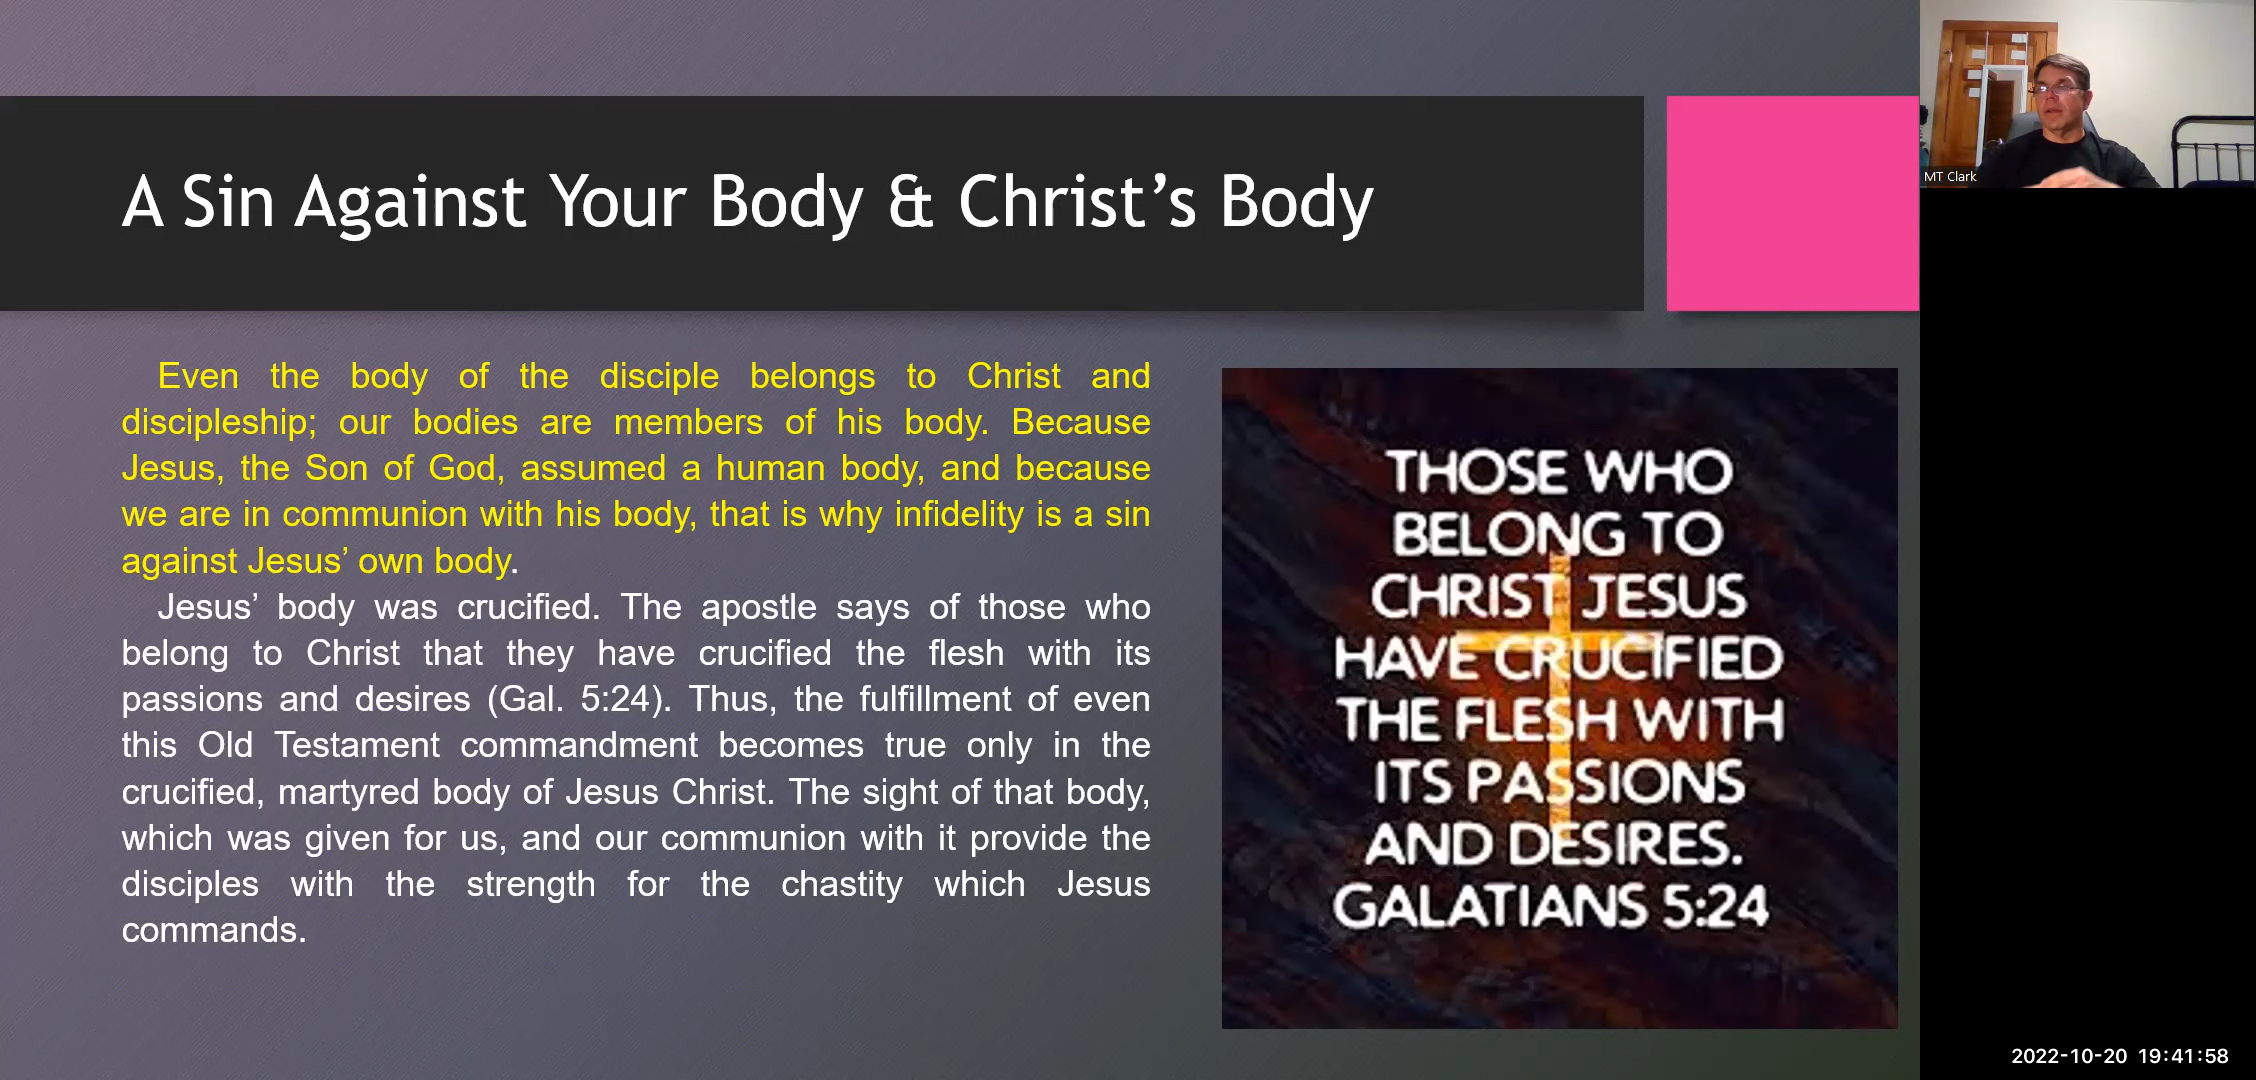 A Sin Against Your Body & Christ’s Body
Even the body of the disciple belongs to Christ and
discipleship; our bodies are members of his body. Because
Jesus, the Son of God, assumed a human body, and because
we are in communion with his body, that is why infidelity is a sin
against Jesus’ own body.
Jesus’ body was crucified. The apostle says of those who
belong to Christ that they have crucified the flesh with its
passions and desires (Gal. 5:24). Thus, the fulfillment of even
this Old Testament commandment becomes true only in the
crucified, martyred body of Jesus Christ. The sight of that body,
which was given for us, and our communion with it provide the
disciples with the strength for the chastity which Jesus
commands.
THOSE WHO
BELONG TO
CHRIST JESUS
HAVE CRUCIFIED
THE FLESH WITH
ITS PASSIONS
AND DESIRES.
GALATIANS 5:24
MT Clark
2022-10-20 19:41:58